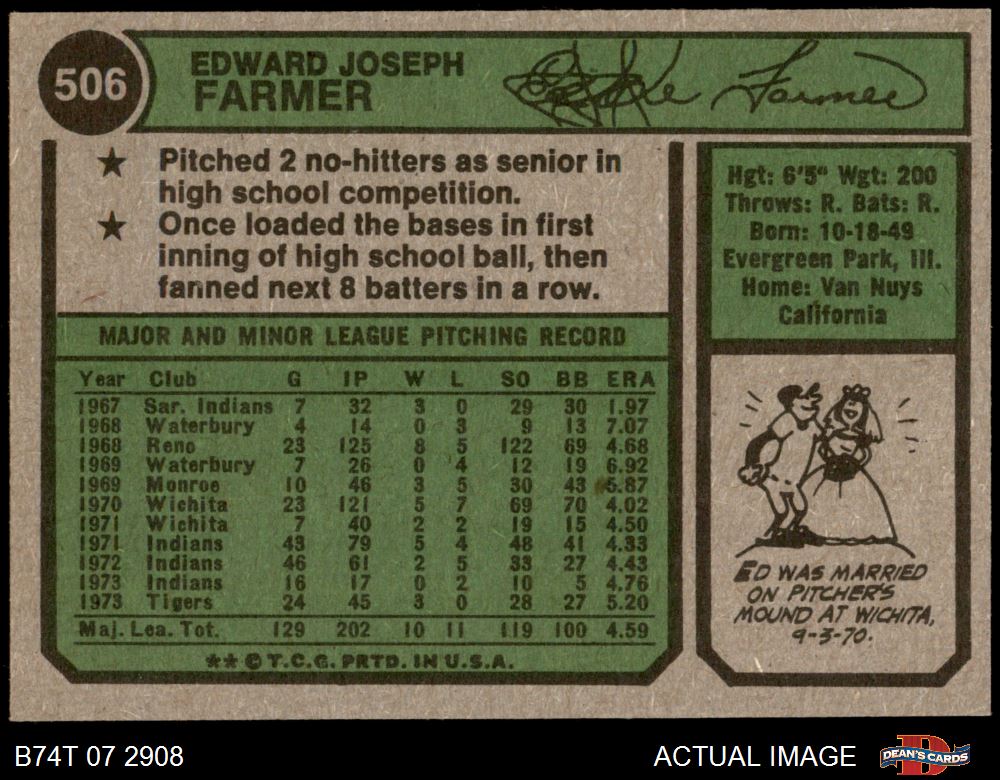 506
EDWARD JOSEPH
FARMER
Farmer
★ Pitched 2 no-hitters as senior in
high school competition.
★ Once loaded the bases in first
inning of high school ball, then
fanned next 8 batters in a row.
Hgt: 6'5" Wgt: 200
Throws: R. Bats: R.
Born: 10-18-49
Evergreen Park, Ill.
Home: Van Nuys
California
MAJOR AND MINOR LEAGUE PITCHING RECORD
Year Club G IP W L SO BB ERA
1967 Sar. Indians 7 32 3 0 29 30 1.97
1968 Waterbury 4 14 0 3 9 13 7.07
1968 Reno 23 125 8 5 122 69 4.68
1969 Waterbury 7 26 0 4 12 19 6.92
1969 Monroe 10 46 3 5 30 43 5.87
1970 Wichita 23 121 5 7 69 70 4.02
1971 Wichita 7 40 2 2 19 15 4.50
1971 Indians 43 79 5 4 48 41 4.33
1972 Indians 46 61 2 5 33 27 4.43
1973 Indians 16 17 0 2 10 5 4.76
1973 Tigers 24 45 3 0 28 27 5.20
Maj. Lea. Tot. 129 202 10 11 119 100 4.59
** © T.C.G. PRTD. IN U.S.A.
ED WAS MARRIED
ON PITCHER'S
MOUND AT WICHITA,
9-3-70.
B74T 07 2908
ACTUAL IMAGE
DEAN'S CARDS